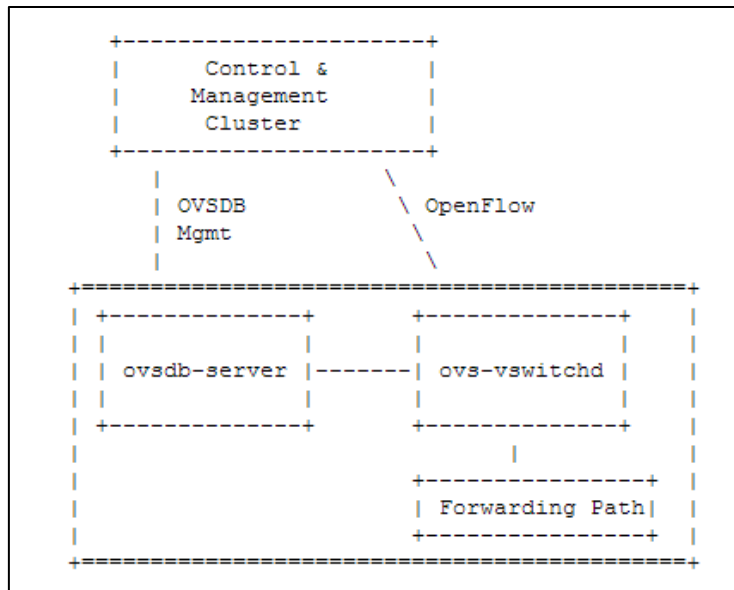 Control &
Management
Cluster
OVSDB
Mgmt
OpenFlow
ovsdb-server
ovs-vswitchd
Forwarding Path